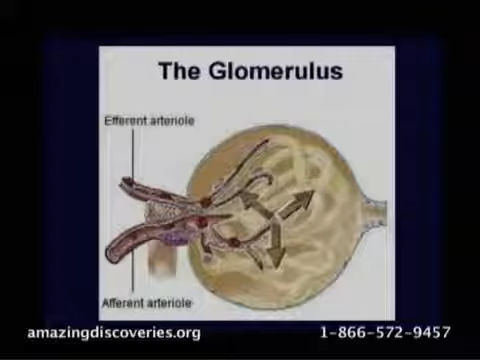 The Glomerulus
Efferent arteriole
Afferent arteriole
amazingdiscoveries.org
1-866-572-9457